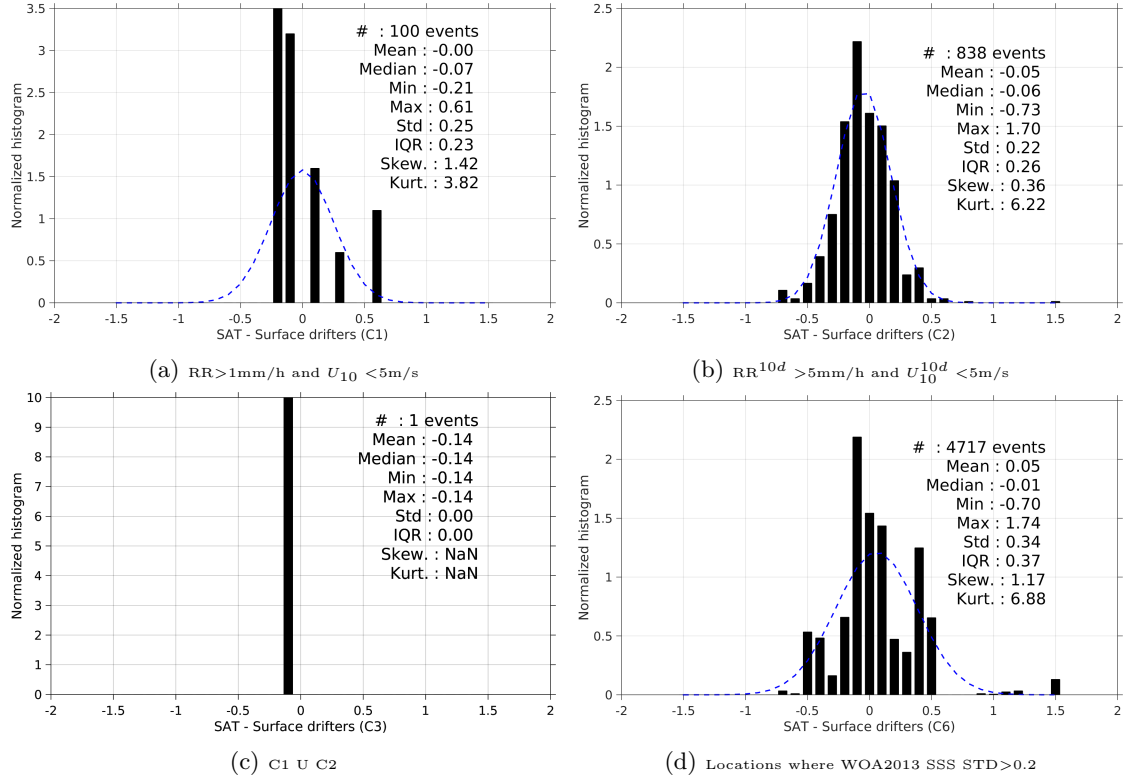 3.5
3
2.5
2
1.5
1
0.5
0
-2 -1.5 -1 -0.5 0 0.5 1 1.5 2
Normalized histogram
SAT - Surface drifters (C1)
# : 100 events
Mean : -0.00
Median : -0.07
Min : -0.21
Max : 0.61
Std : 0.25
IQR : 0.23
Skew. : 1.42
Kurt. : 3.82
(a) RR>1mm/h and U10 <5m/s
2.5
2
1.5
1
0.5
0
-2 -1.5 -1 -0.5 0 0.5 1 1.5 2
Normalized histogram
SAT - Surface drifters (C2)
# : 838 events
Mean : -0.05
Median : -0.06
Min : -0.73
Max : 1.70
Std : 0.22
IQR : 0.26
Skew. : 0.36
Kurt. : 6.22
(b) RR^10d >5mm/h and U10^10d <5m/s
10
9
8
7
6
5
4
3
2
1
0
-2 -1.5 -1 -0.5 0 0.5 1 1.5 2
Normalized histogram
SAT - Surface drifters (C3)
# : 1 events
Mean : -0.14
Median : -0.14
Min : -0.14
Max : -0.14
Std : 0.00
IQR : 0.00
Skew. : NaN
Kurt. : NaN
(c) C1 U C2
2.5
2
1.5
1
0.5
0
-2 -1.5 -1 -0.5 0 0.5 1 1.5 2
Normalized histogram
SAT - Surface drifters (C6)
# : 4717 events
Mean : 0.05
Median : -0.01
Min : -0.70
Max : 1.74
Std : 0.34
IQR : 0.37
Skew. : 1.17
Kurt. : 6.88
(d) Locations where WOA2013 SSS STD>0.2